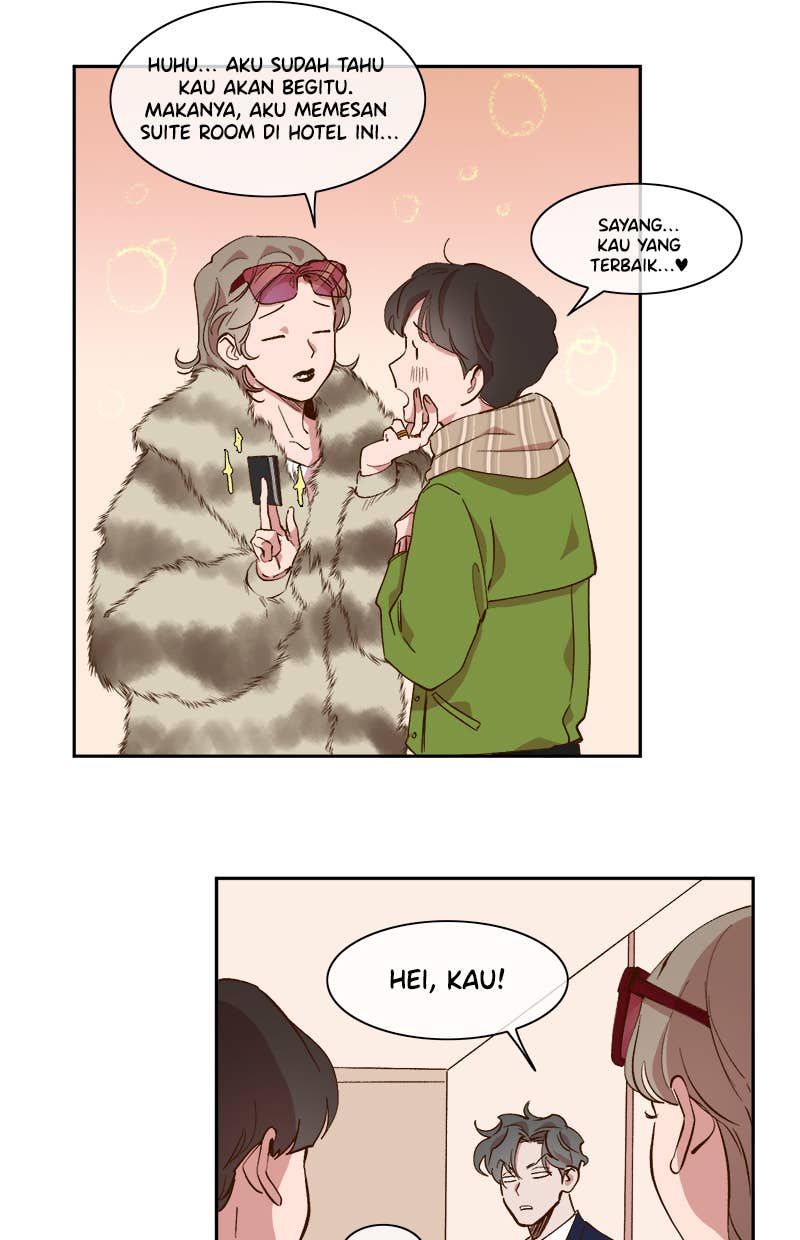 HUHU... AKU SUDAH TAHU
KAU AKAN BEGITU.
MAKANYA, AKU MEMESAN
SUITE ROOM DI HOTEL INI...
SAYANG...
KAU YANG
TERBAIK...♥
HEI, KAU!